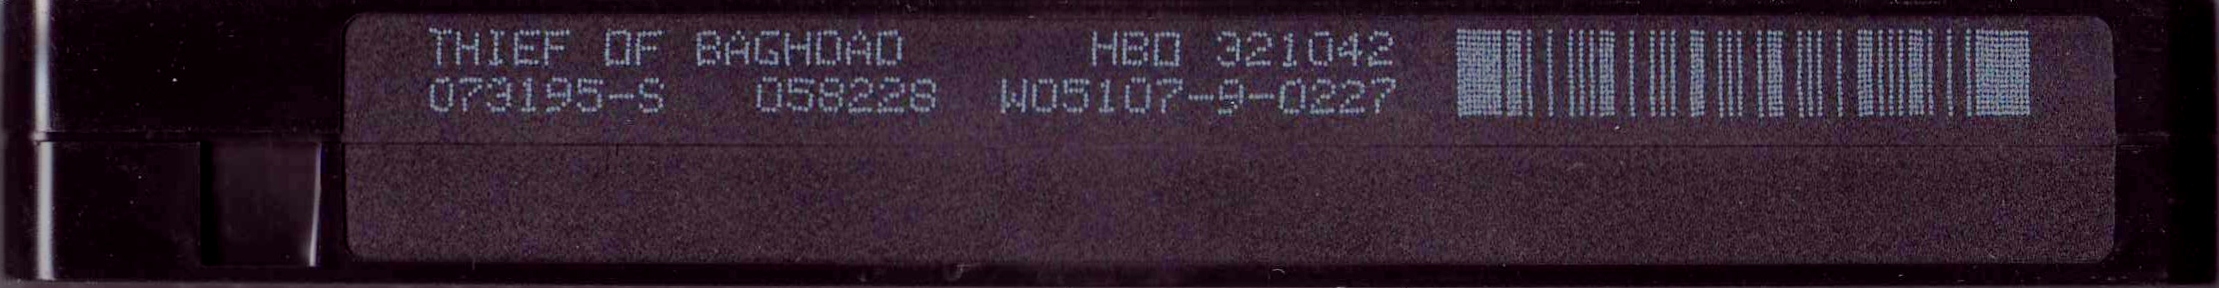 THIEF OF BAGHDAD HBO 321042
073195-S 058228 W05107-9-0227